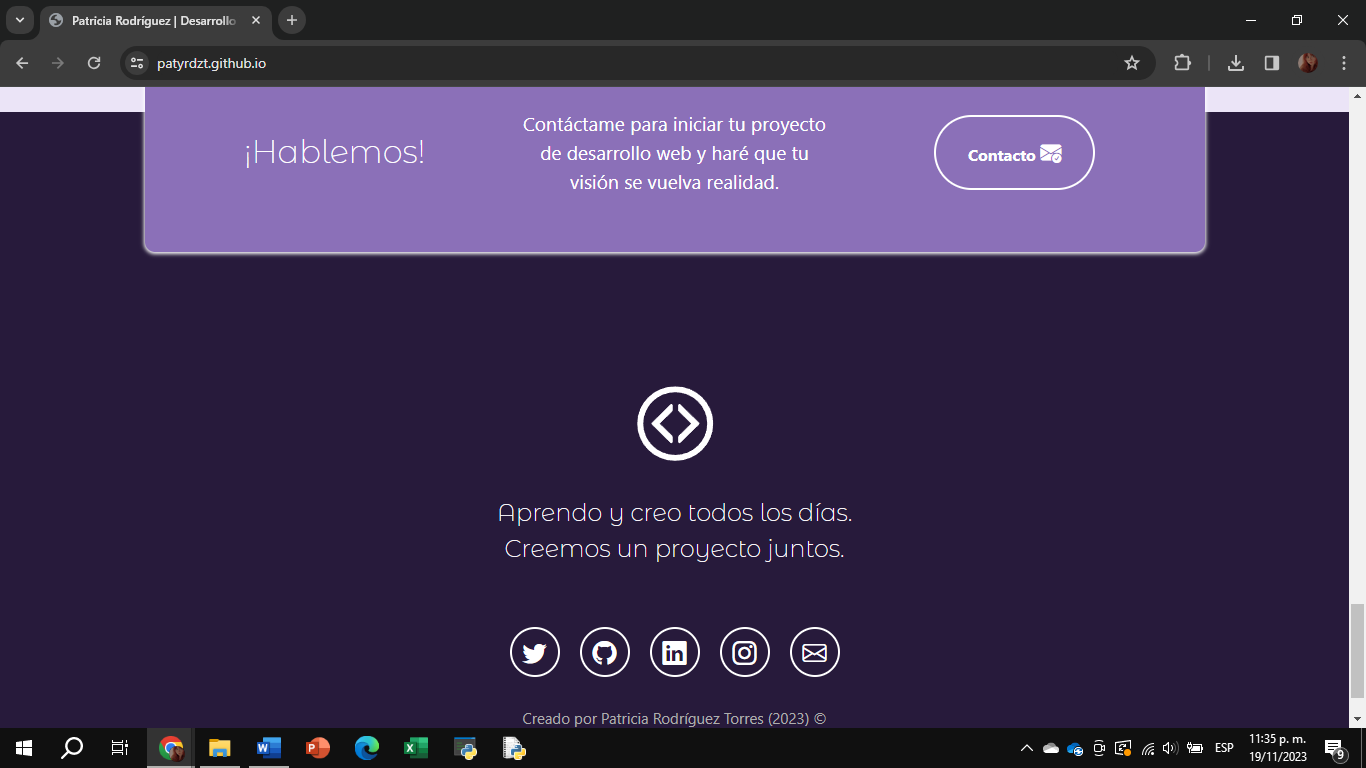 Patricia Rodríguez | Desarrollo
patyrdzt.github.io
¡Hablemos!
Contáctame para iniciar tu proyecto
de desarrollo web y haré que tu
visión se vuelva realidad.
Contacto
Aprendo y creo todos los días.
Creemos un proyecto juntos.
Creado por Patricia Rodríguez Torres (2023) ©
ESP
11:35 p. m.
19/11/2023
9